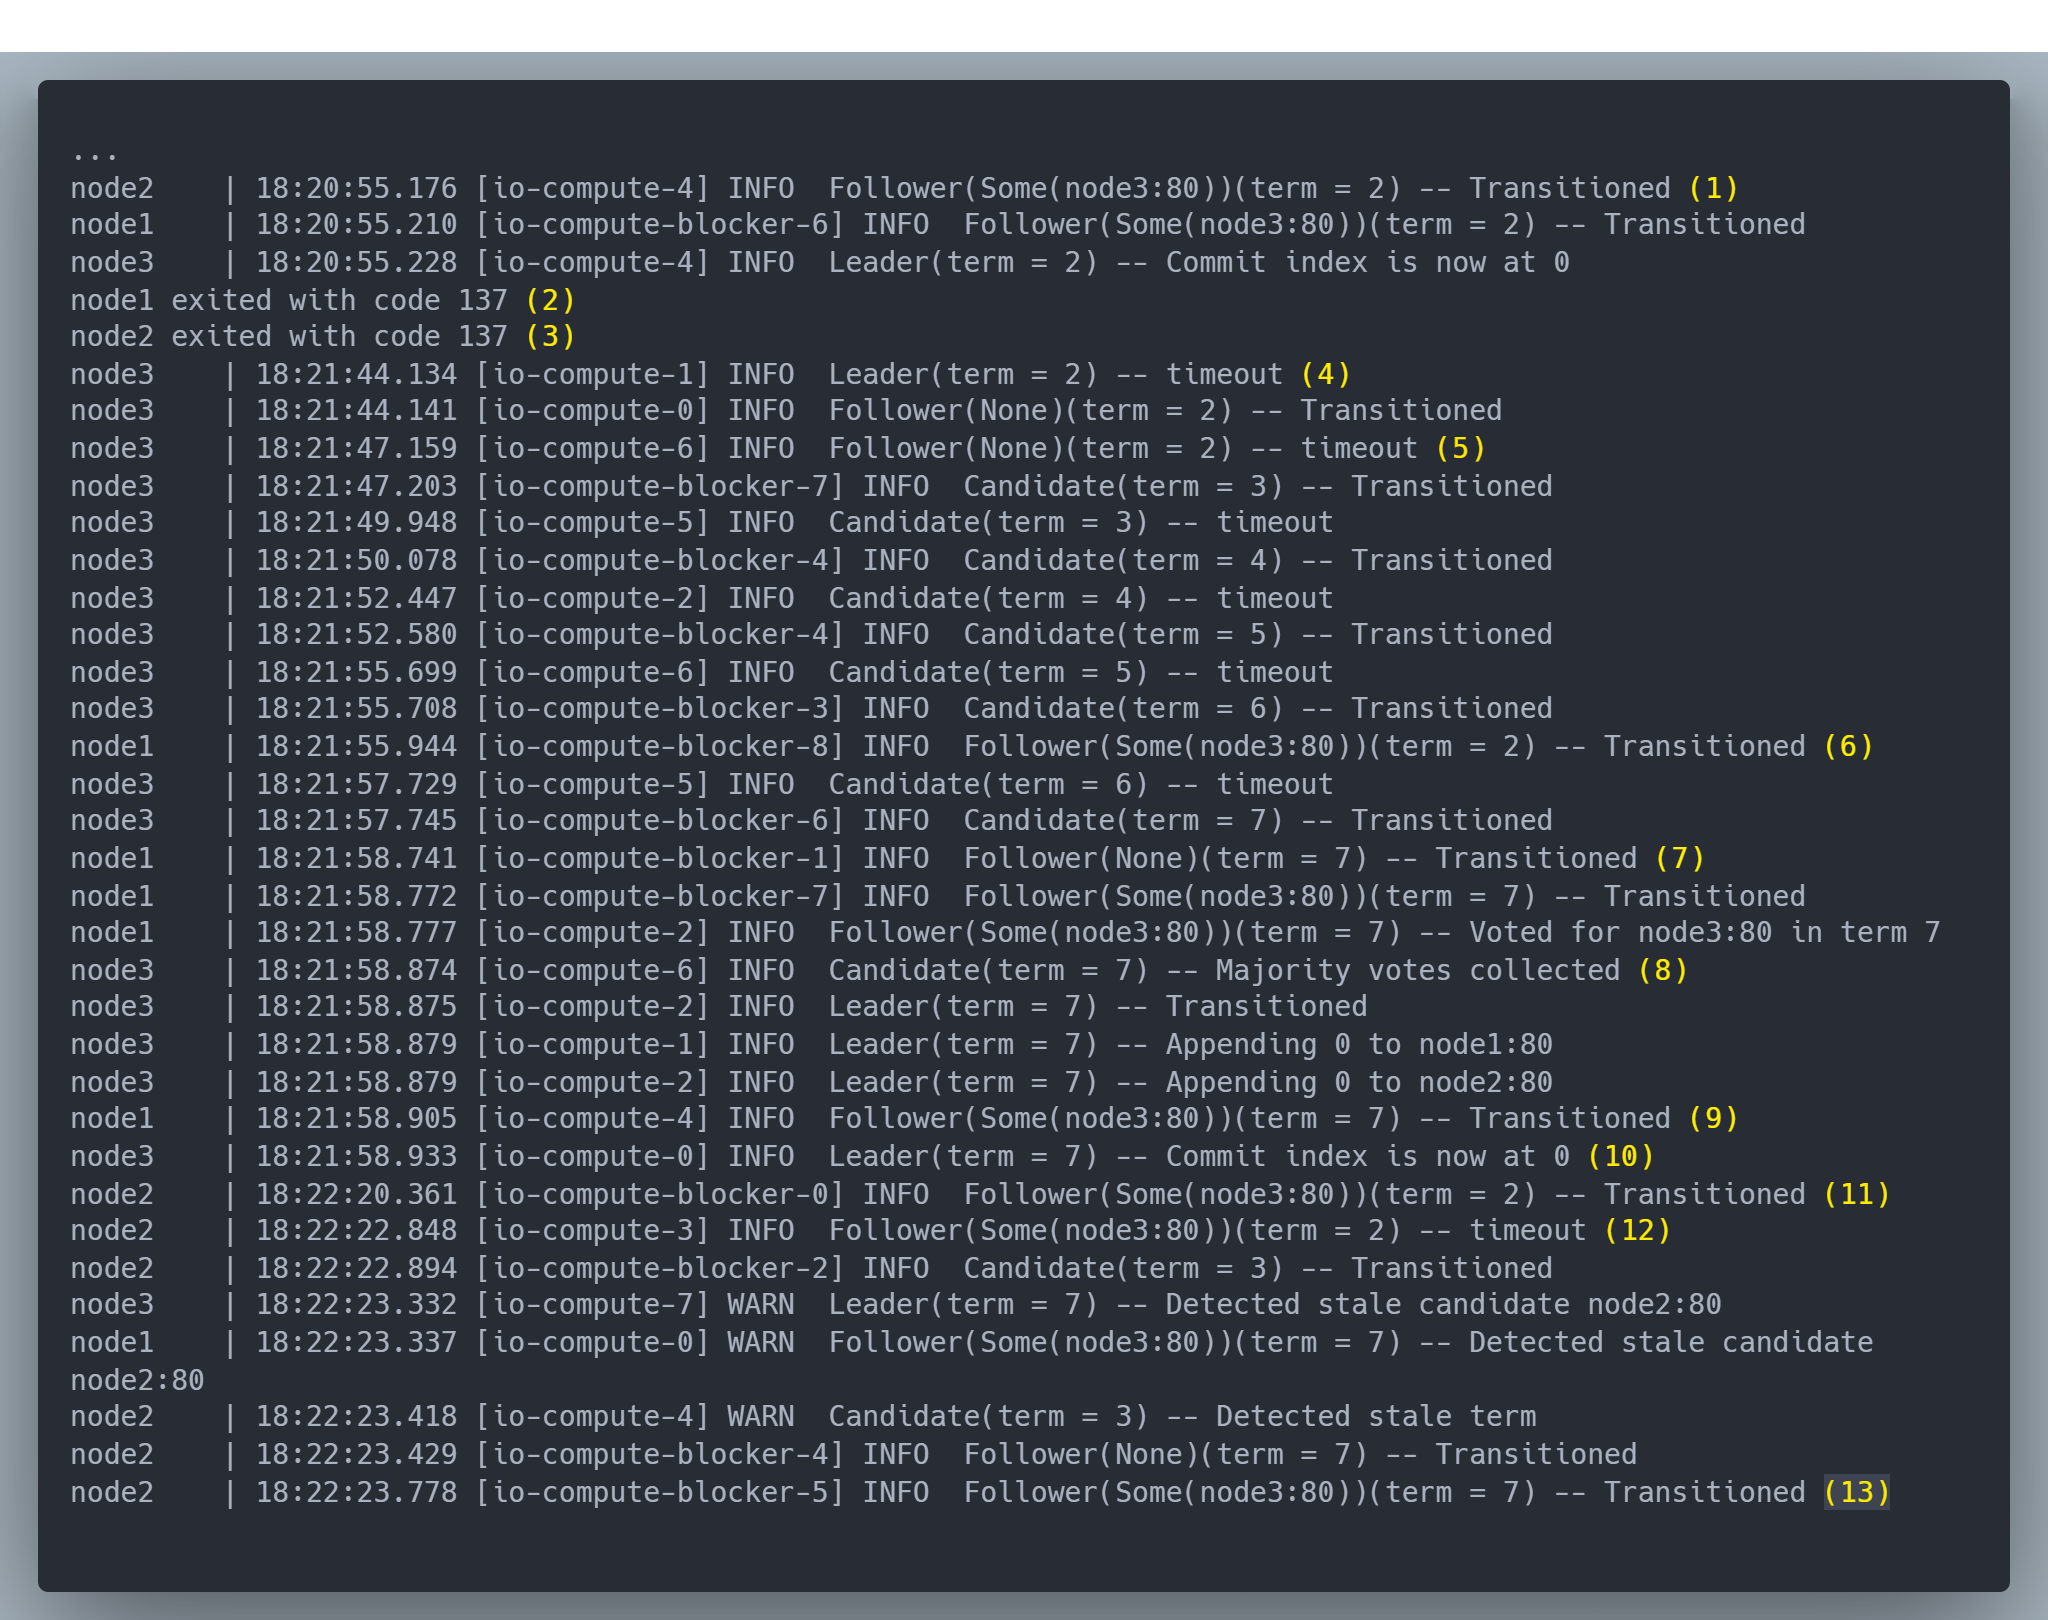 ...
node2    | 18:20:55.176 [io-compute-4] INFO  Follower(Some(node3:80))(term = 2) -- Transitioned (1)
node1    | 18:20:55.210 [io-compute-blocker-6] INFO  Follower(Some(node3:80))(term = 2) -- Transitioned
node3    | 18:20:55.228 [io-compute-4] INFO  Leader(term = 2) -- Commit index is now at 0
node1 exited with code 137 (2)
node2 exited with code 137 (3)
node3    | 18:21:44.134 [io-compute-1] INFO  Leader(term = 2) -- timeout (4)
node3    | 18:21:44.141 [io-compute-0] INFO  Follower(None)(term = 2) -- Transitioned
node3    | 18:21:47.159 [io-compute-6] INFO  Follower(None)(term = 2) -- timeout (5)
node3    | 18:21:47.203 [io-compute-blocker-7] INFO  Candidate(term = 3) -- Transitioned
node3    | 18:21:49.948 [io-compute-5] INFO  Candidate(term = 3) -- timeout
node3    | 18:21:50.078 [io-compute-blocker-4] INFO  Candidate(term = 4) -- Transitioned
node3    | 18:21:52.447 [io-compute-2] INFO  Candidate(term = 4) -- timeout
node3    | 18:21:52.580 [io-compute-blocker-4] INFO  Candidate(term = 5) -- Transitioned
node3    | 18:21:55.699 [io-compute-6] INFO  Candidate(term = 5) -- timeout
node3    | 18:21:55.708 [io-compute-blocker-3] INFO  Candidate(term = 6) -- Transitioned
node1    | 18:21:55.944 [io-compute-blocker-8] INFO  Follower(Some(node3:80))(term = 2) -- Transitioned (6)
node3    | 18:21:57.729 [io-compute-5] INFO  Candidate(term = 6) -- timeout
node3    | 18:21:57.745 [io-compute-blocker-6] INFO  Candidate(term = 7) -- Transitioned
node1    | 18:21:58.741 [io-compute-blocker-1] INFO  Follower(None)(term = 7) -- Transitioned (7)
node1    | 18:21:58.772 [io-compute-blocker-7] INFO  Follower(Some(node3:80))(term = 7) -- Transitioned
node1    | 18:21:58.777 [io-compute-2] INFO  Follower(Some(node3:80))(term = 7) -- Voted for node3:80 in term 7
node3    | 18:21:58.874 [io-compute-6] INFO  Candidate(term = 7) -- Majority votes collected (8)
node3    | 18:21:58.875 [io-compute-2] INFO  Leader(term = 7) -- Transitioned
node3    | 18:21:58.879 [io-compute-1] INFO  Leader(term = 7) -- Appending 0 to node1:80
node3    | 18:21:58.879 [io-compute-2] INFO  Leader(term = 7) -- Appending 0 to node2:80
node1    | 18:21:58.905 [io-compute-4] INFO  Follower(Some(node3:80))(term = 7) -- Transitioned (9)
node3    | 18:21:58.933 [io-compute-0] INFO  Leader(term = 7) -- Commit index is now at 0 (10)
node2    | 18:22:20.361 [io-compute-blocker-0] INFO  Follower(Some(node3:80))(term = 2) -- Transitioned (11)
node2    | 18:22:22.848 [io-compute-3] INFO  Follower(Some(node3:80))(term = 2) -- timeout (12)
node2    | 18:22:22.894 [io-compute-blocker-2] INFO  Candidate(term = 3) -- Transitioned
node3    | 18:22:23.332 [io-compute-7] WARN  Leader(term = 7) -- Detected stale candidate node2:80
node1    | 18:22:23.337 [io-compute-0] WARN  Follower(Some(node3:80))(term = 7) -- Detected stale candidate
node2:80
node2    | 18:22:23.418 [io-compute-4] WARN  Candidate(term = 3) -- Detected stale term
node2    | 18:22:23.429 [io-compute-blocker-4] INFO  Follower(None)(term = 7) -- Transitioned
node2    | 18:22:23.778 [io-compute-blocker-5] INFO  Follower(Some(node3:80))(term = 7) -- Transitioned (13)